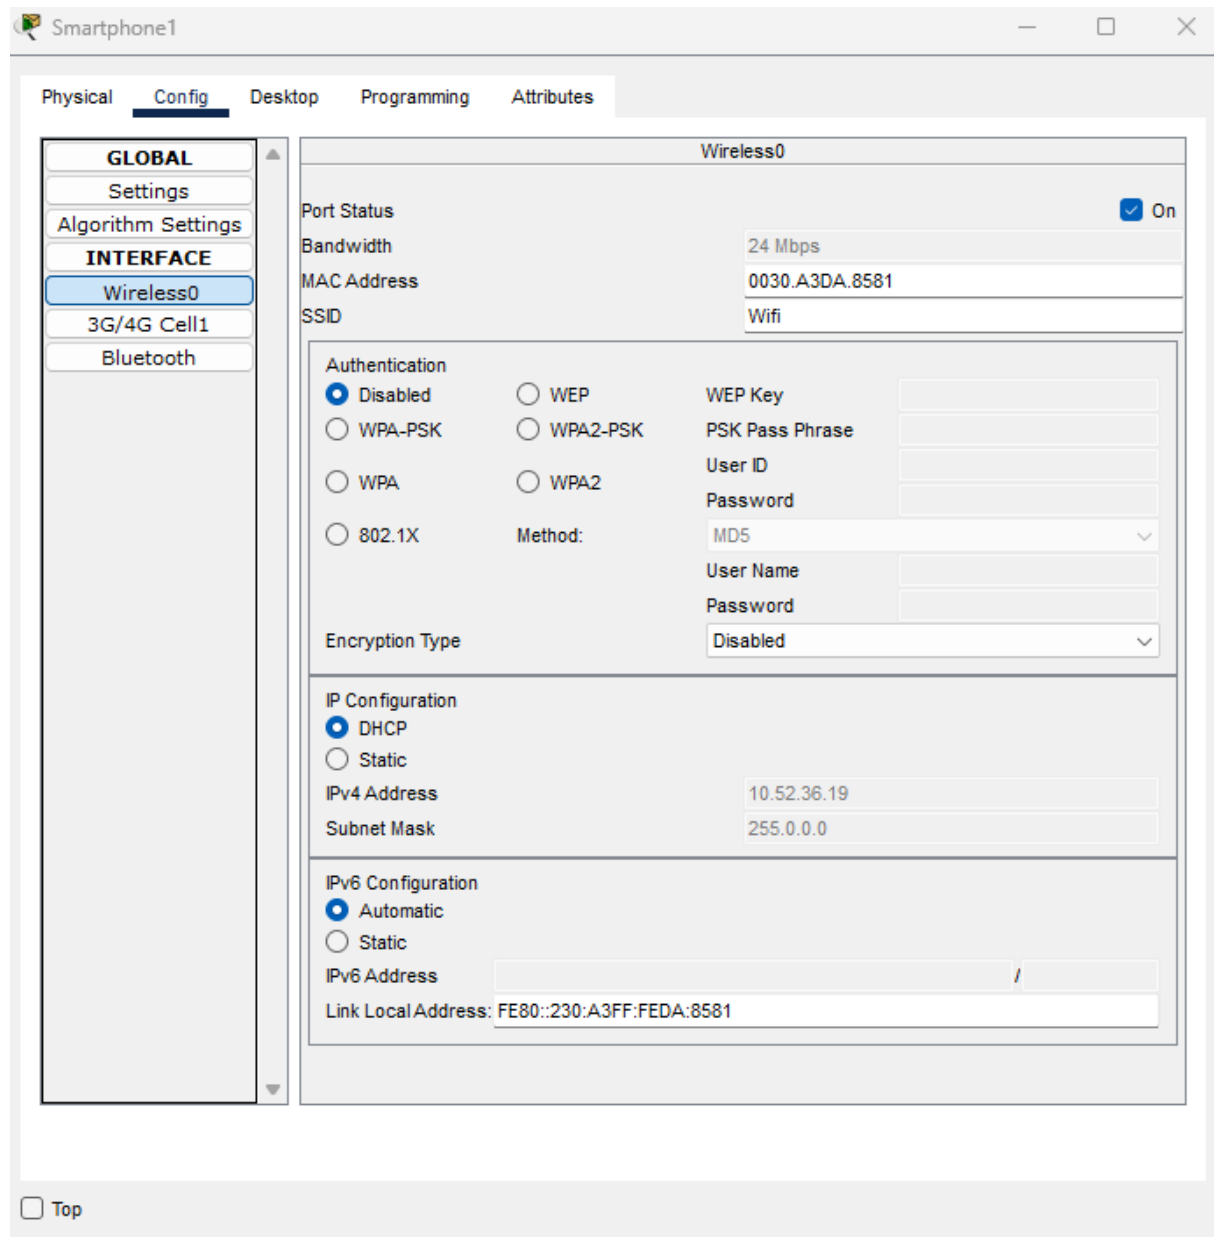 Smartphone1
Physical Config Desktop Programming Attributes
GLOBAL
Settings
Algorithm Settings
INTERFACE
Wireless0
3G/4G Cell1
Bluetooth
Wireless0
Port Status On
Bandwidth 24 Mbps
MAC Address 0030.A3DA.8581
SSID Wifi
Authentication
Disabled WEP WEP Key
WPA-PSK WPA2-PSK PSK Pass Phrase
User ID
WPA WPA2
Password
802.1X Method: MD5
User Name
Password
Encryption Type Disabled
IP Configuration
DHCP
Static
IPv4 Address 10.52.36.19
Subnet Mask 255.0.0.0
IPv6 Configuration
Automatic
Static
IPv6 Address /
Link Local Address: FE80::230:A3FF:FEDA:8581
Top